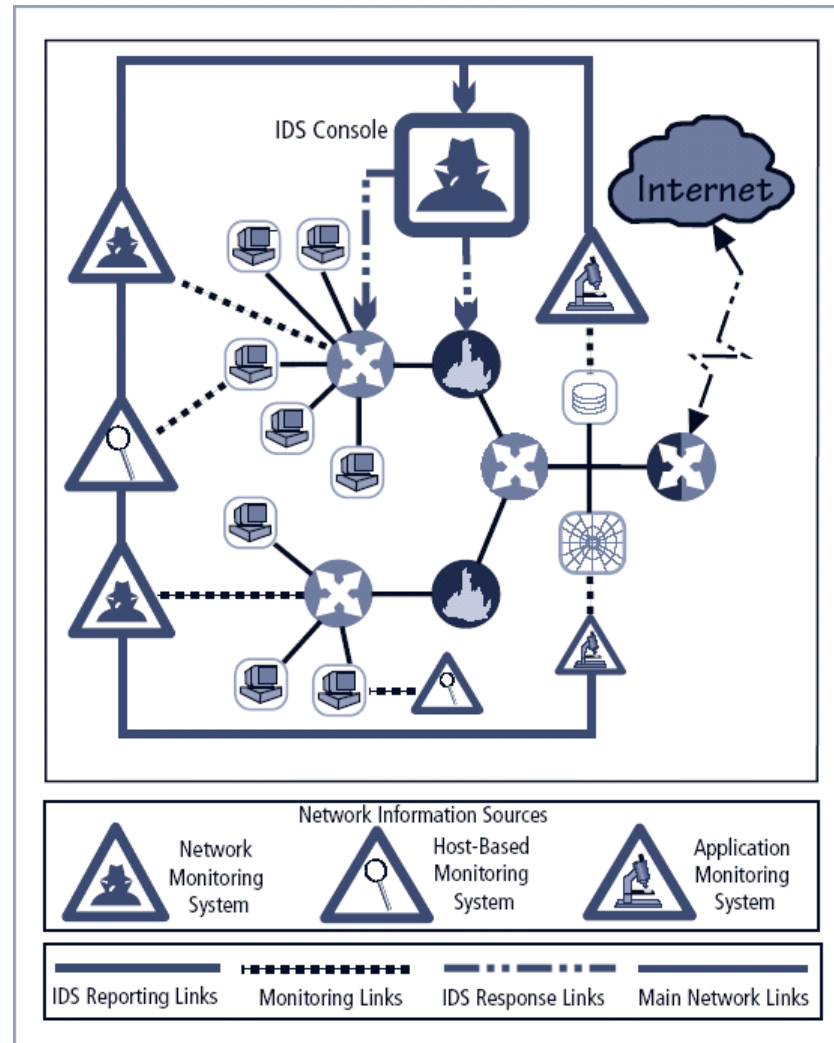 IDS Console
Internet
Network Information Sources
Network
Monitoring
System
Host-Based
Monitoring
System
Application
Monitoring
System
IDS Reporting Links
Monitoring Links
IDS Response Links
Main Network Links